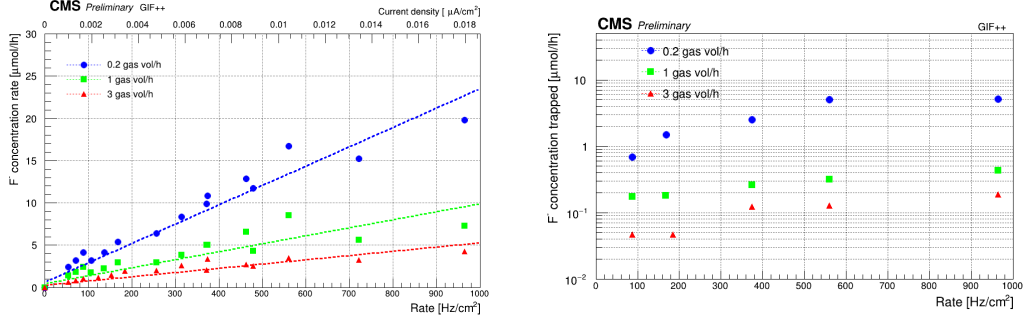 CMS Preliminary GIF++
Current density [ μA/cm²]
0 0.002 0.004 0.006 0.008 0.01 0.012 0.014 0.016 0.018
F⁻ concentration rate [μmol/lh]
30
25
20
15
10
5
0
0.2 gas vol/h
1 gas vol/h
3 gas vol/h
0 100 200 300 400 500 600 700 800 900 1000
Rate [Hz/cm²]
CMS Preliminary GIF++
F⁻ concentration trapped [μmol/lh]
10
1
10⁻¹
10⁻²
0.2 gas vol/h
1 gas vol/h
3 gas vol/h
0 100 200 300 400 500 600 700 800 900 1000
Rate [Hz/cm²]